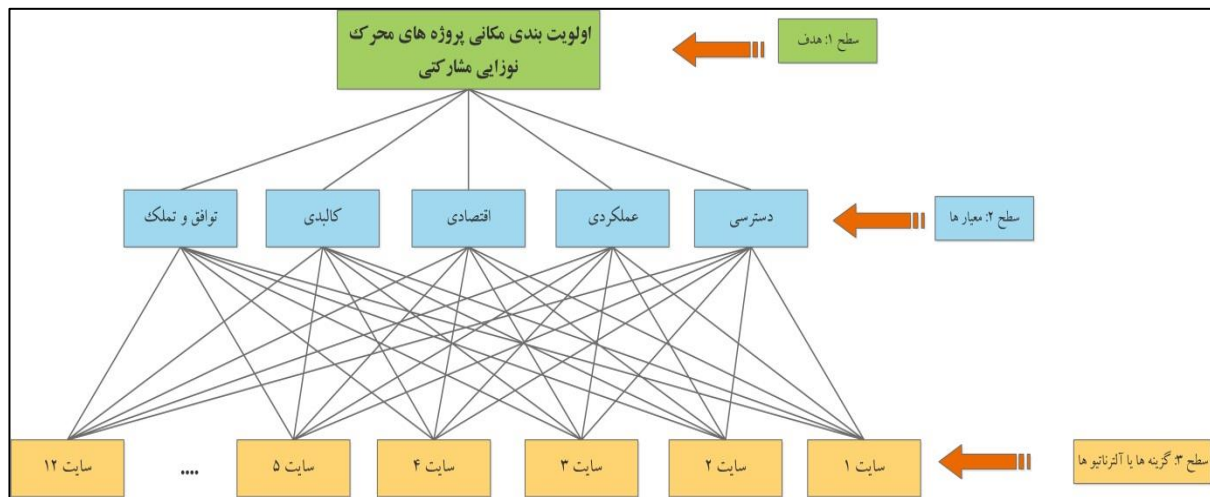 اولویت بندی مکانی پروژه های محرک
نوزایی مشارکتی
سطح ۱: هدف
دسترسی
عملکردی
اقتصادی
کالبدی
توافق و تملک
سطح ۲: معیار ها
سایت ۱
سایت ۲
سایت ۳
سایت ۴
سایت ۵
....
سایت ۱۲
سطح ۳: گزینه ها یا آلترناتیو ها